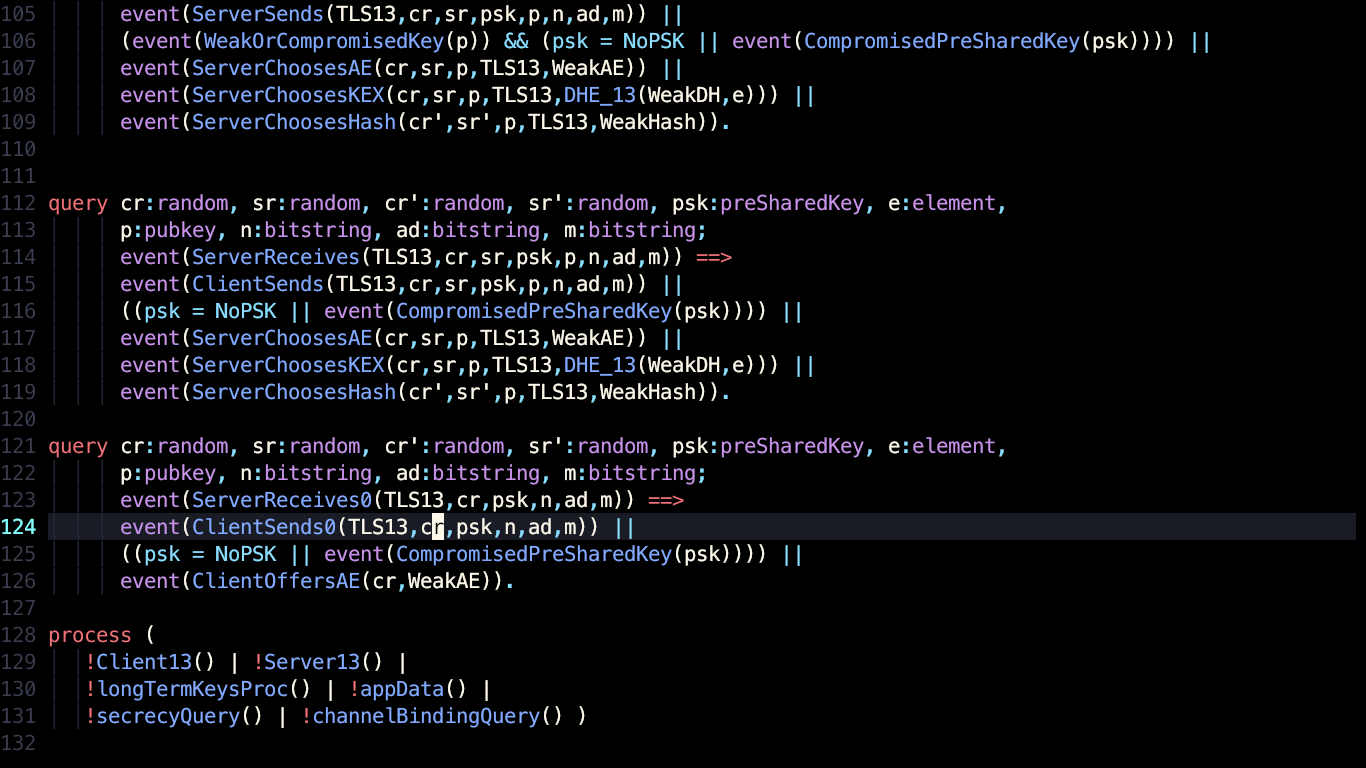 105 event(ServerSends(TLS13,cr,sr,psk,p,n,ad,m)) ||
106 (event(WeakOrCompromisedKey(p)) && (psk = NoPSK || event(CompromisedPreSharedKey(psk)))) ||
107 event(ServerChoosesAE(cr,sr,p,TLS13,WeakAE)) ||
108 event(ServerChoosesKEX(cr,sr,p,TLS13,DHE_13(WeakDH,e))) ||
109 event(ServerChoosesHash(cr',sr',p,TLS13,WeakHash)).
110
111
112 query cr:random, sr:random, cr':random, sr':random, psk:preSharedKey, e:element,
113 p:pubkey, n:bitstring, ad:bitstring, m:bitstring;
114 event(ServerReceives(TLS13,cr,sr,psk,p,n,ad,m)) ==>
115 event(ClientSends(TLS13,cr,sr,psk,p,n,ad,m)) ||
116 ((psk = NoPSK || event(CompromisedPreSharedKey(psk)))) ||
117 event(ServerChoosesAE(cr,sr,p,TLS13,WeakAE)) ||
118 event(ServerChoosesKEX(cr,sr,p,TLS13,DHE_13(WeakDH,e))) ||
119 event(ServerChoosesHash(cr',sr',p,TLS13,WeakHash)).
120
121 query cr:random, sr:random, cr':random, sr':random, psk:preSharedKey, e:element,
122 p:pubkey, n:bitstring, ad:bitstring, m:bitstring;
123 event(ServerReceives0(TLS13,cr,psk,n,ad,m)) ==>
124 event(ClientSends0(TLS13,cr,psk,n,ad,m)) ||
125 ((psk = NoPSK || event(CompromisedPreSharedKey(psk)))) ||
126 event(ClientOffersAE(cr,WeakAE)).
127
128 process (
129 !Client13() | !Server13() |
130 !longTermKeysProc() | !appData() |
131 !secrecyQuery() | !channelBindingQuery() )
132